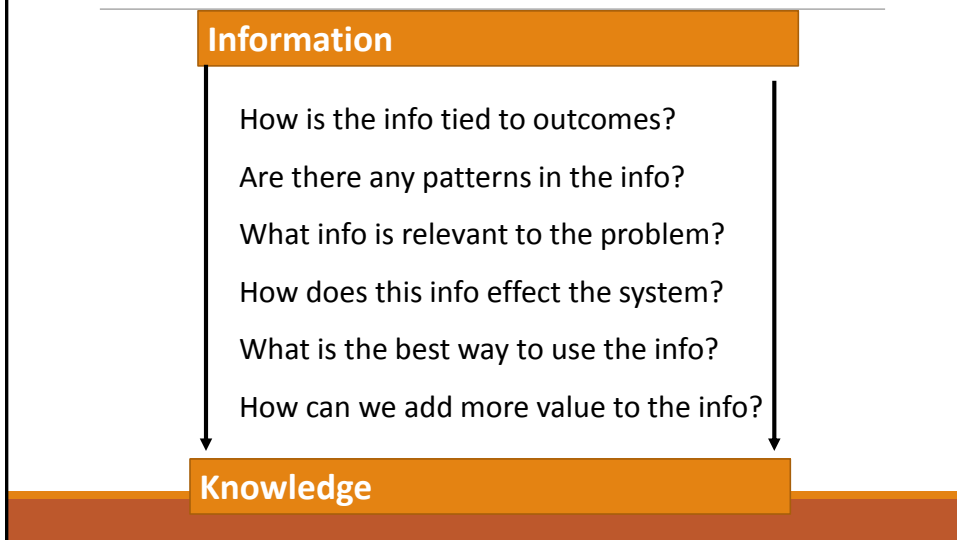 Information
How is the info tied to outcomes?
Are there any patterns in the info?
What info is relevant to the problem?
How does this info effect the system?
What is the best way to use the info?
How can we add more value to the info?
Knowledge